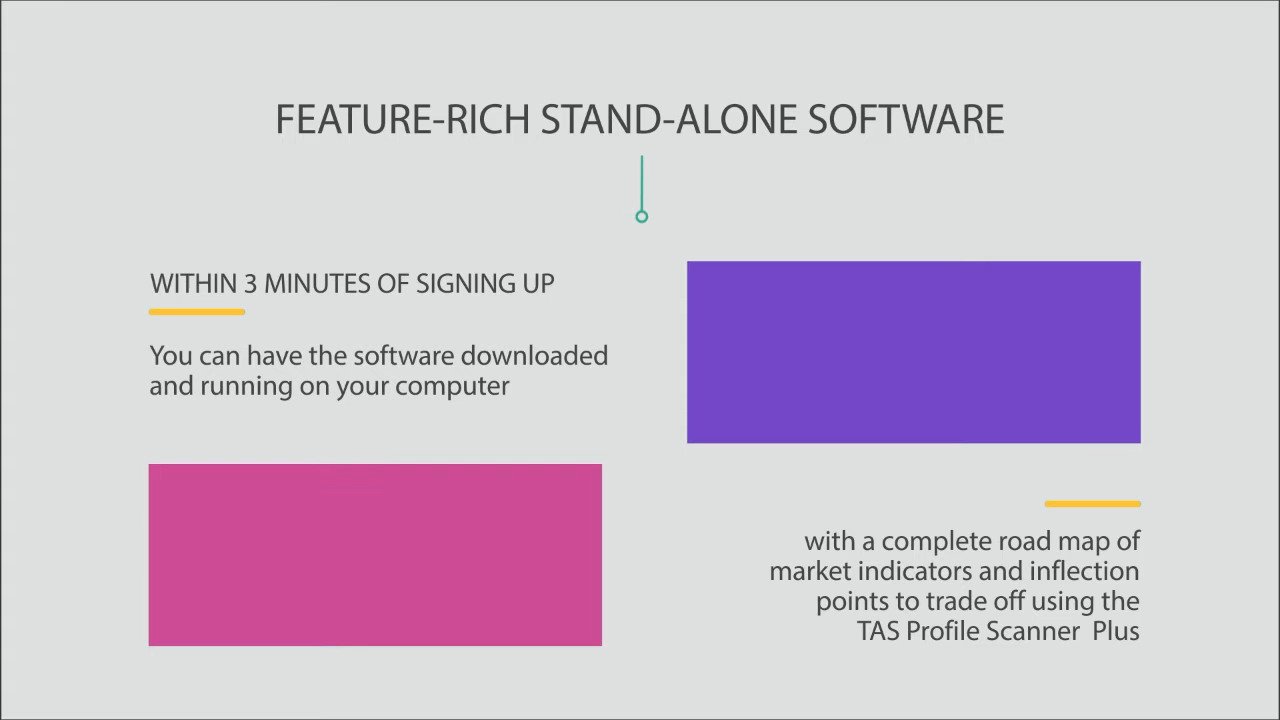 FEATURE-RICH STAND-ALONE SOFTWARE
WITHIN 3 MINUTES OF SIGNING UP
You can have the software downloaded
and running on your computer
with a complete road map of
market indicators and inflection
points to trade off using the
TAS Profile Scanner  Plus